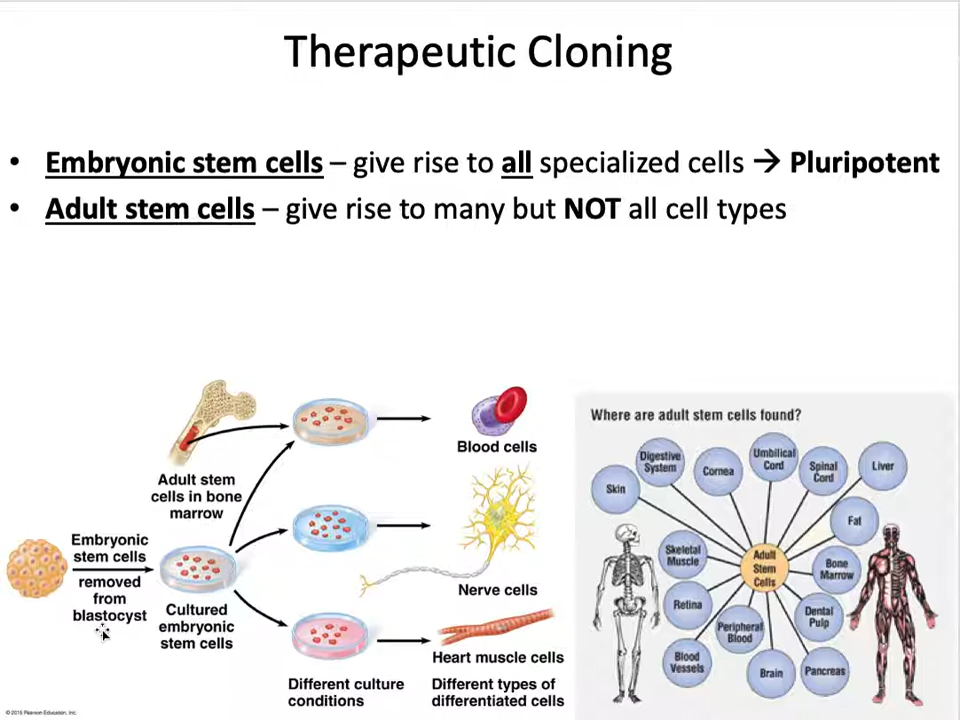 Therapeutic Cloning
• Embryonic stem cells – give rise to all specialized cells → Pluripotent
• Adult stem cells – give rise to many but NOT all cell types
Adult stem
cells in bone
marrow
Embryonic
stem cells
removed
from
blastocyst
Cultured
embryonic
stem cells
Different culture
conditions
Blood cells
Nerve cells
Heart muscle cells
Different types of
differentiated cells
Where are adult stem cells found?
Skin
Digestive
System
Cornea
Umbilical
Cord
Spinal
Cord
Liver
Fat
Bone
Marrow
Dental
Pulp
Pancreas
Brain
Peripheral
Blood
Blood
Vessels
Retina
Skeletal
Muscle
Adult
Stem
Cells
© 2015 Pearson Education, Inc.